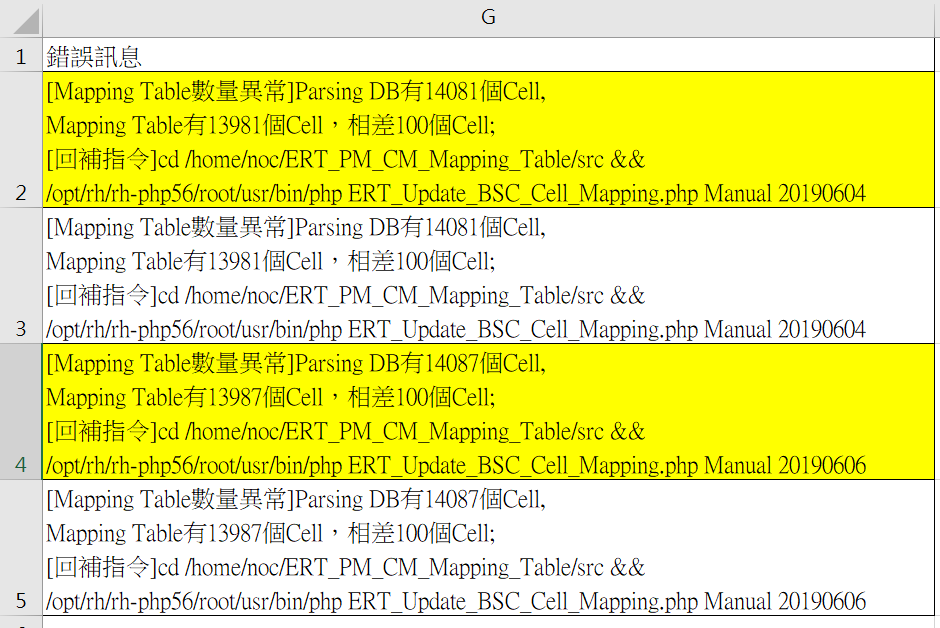 G
1 錯誤訊息
[Mapping Table數量異常]Parsing DB有14081個Cell,
Mapping Table有13981個Cell，相差100個Cell;
[回補指令]cd /home/noc/ERT_PM_CM_Mapping_Table/src &&
2 /opt/rh/rh-php56/root/usr/bin/php ERT_Update_BSC_Cell_Mapping.php Manual 20190604
[Mapping Table數量異常]Parsing DB有14081個Cell,
Mapping Table有13981個Cell，相差100個Cell;
[回補指令]cd /home/noc/ERT_PM_CM_Mapping_Table/src &&
3 /opt/rh/rh-php56/root/usr/bin/php ERT_Update_BSC_Cell_Mapping.php Manual 20190604
[Mapping Table數量異常]Parsing DB有14087個Cell,
Mapping Table有13987個Cell，相差100個Cell;
[回補指令]cd /home/noc/ERT_PM_CM_Mapping_Table/src &&
4 /opt/rh/rh-php56/root/usr/bin/php ERT_Update_BSC_Cell_Mapping.php Manual 20190606
[Mapping Table數量異常]Parsing DB有14087個Cell,
Mapping Table有13987個Cell，相差100個Cell;
[回補指令]cd /home/noc/ERT_PM_CM_Mapping_Table/src &&
5 /opt/rh/rh-php56/root/usr/bin/php ERT_Update_BSC_Cell_Mapping.php Manual 20190606